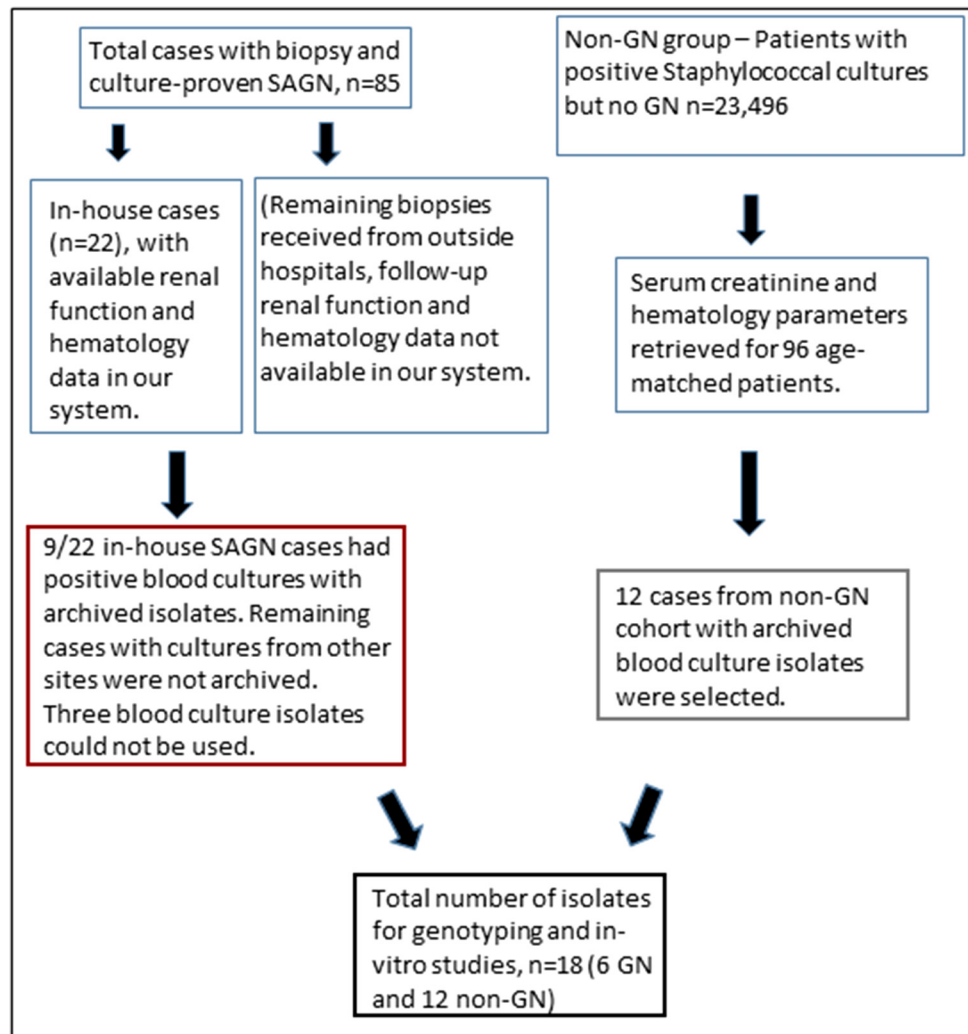 Total cases with biopsy and
culture-proven SAGN, n=85
Non-GN group – Patients with
positive Staphylococcal cultures
but no GN n=23,496
In-house cases
(n=22), with
available renal
function and
hematology
data in our
system.
(Remaining biopsies
received from outside
hospitals, follow-up
renal function and
hematology data not
available in our system.
Serum creatinine and
hematology parameters
retrieved for 96 age-
matched patients.
9/22 in-house SAGN cases had
positive blood cultures with
archived isolates. Remaining
cases with cultures from other
sites were not archived.
Three blood culture isolates
could not be used.
12 cases from non-GN
cohort with archived
blood culture isolates
were selected.
Total number of isolates
for genotyping and in-
vitro studies, n=18 (6 GN
and 12 non-GN)